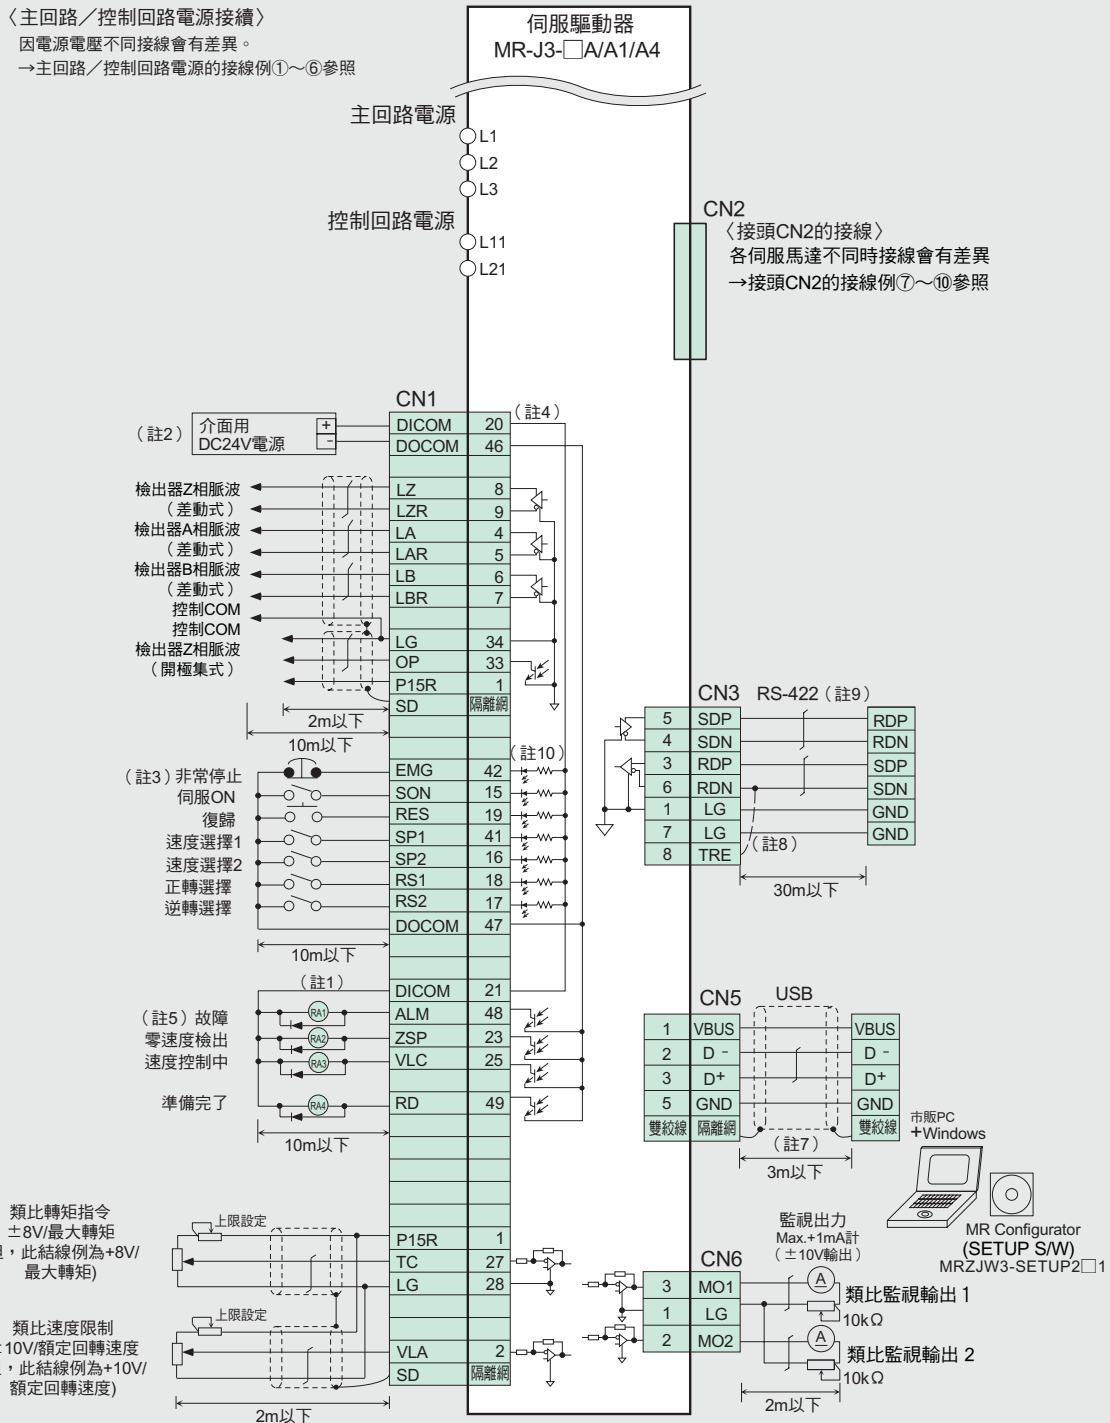 〈主回路／控制回路電源接續〉
因電源電壓不同接線會有差異。
→主回路／控制回路電源的接線例①～⑥參照
伺服驅動器
MR-J3-□A/A1/A4
主回路電源
L1
L2
L3
控制回路電源
L11
L21
CN2
〈接頭CN2的接線〉
各伺服馬達不同時接線會有差異
→接頭CN2的接線例⑦～⑩參照
CN1
（註4）
（註2）
介面用
DC24V電源
+
-
DICOM 20
DOCOM 46
檢出器Z相脈波
（差動式）
LZ 8
LZR 9
檢出器A相脈波
（差動式）
LA 4
LAR 5
檢出器B相脈波
（差動式）
LB 6
LBR 7
控制COM
控制COM
LG 34
檢出器Z相脈波
（開極集式）
OP 33
P15R 1
SD 隔離網
2m以下
10m以下
（註10）
（註3）非常停止 EMG 42
伺服ON SON 15
復歸 RES 19
速度選擇1 SP1 41
速度選擇2 SP2 16
正轉選擇 RS1 18
逆轉選擇 RS2 17
DOCOM 47
10m以下
（註1）
DICOM 21
（註5）故障 RA1 ALM 48
零速度檢出 RA2 ZSP 23
速度控制中 RA3 VLC 25
準備完了 RA4 RD 49
10m以下
類比轉矩指令
±8V/最大轉矩
，此結線例為+8V/
最大轉矩)
上限設定
P15R 1
TC 27
LG 28
類比速度限制
10V/額定回轉速度
，此結線例為+10V/
額定回轉速度)
上限設定
VLA 2
SD 隔離網
2m以下
CN3
RS-422（註9）
5 SDP RDP
4 SDN RDN
3 RDP SDP
6 RDN SDN
1 LG GND
7 LG GND
8 TRE
（註8）
30m以下
CN5
USB
1 VBUS VBUS
2 D - D -
3 D+ D+
5 GND GND
雙絞線 隔離網 雙絞線
（註7）
3m以下
市販PC
+Windows
MR Configurator
(SETUP S/W)
MRZJW3-SETUP2□1
監視出力
Max.+1mA計
（±10V輸出）
CN6
3 MO1
1 LG
2 MO2
A
類比監視輸出 1
10kΩ
A
類比監視輸出 2
10kΩ
2m以下